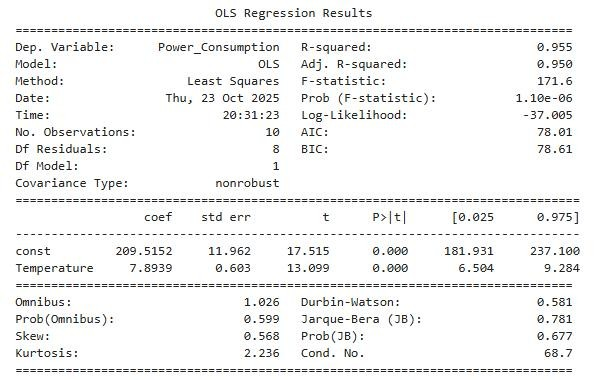 OLS Regression Results
==============================================================================
Dep. Variable:      Power_Consumption   R-squared:                       0.955
Model:                            OLS   Adj. R-squared:                  0.950
Method:                 Least Squares   F-statistic:                     171.6
Date:                Thu, 23 Oct 2025   Prob (F-statistic):           1.10e-06
Time:                        20:31:23   Log-Likelihood:                -37.005
No. Observations:                  10   AIC:                             78.01
Df Residuals:                       8   BIC:                             78.61
Df Model:                           1
Covariance Type:            nonrobust
===============================================================================
                  coef    std err          t      P>|t|      [0.025      0.975]
-------------------------------------------------------------------------------
const         209.5152     11.962     17.515      0.000     181.931     237.100
Temperature     7.8939      0.603     13.099      0.000       6.504       9.284
==============================================================================
Omnibus:                        1.026   Durbin-Watson:                   0.581
Prob(Omnibus):                  0.599   Jarque-Bera (JB):                0.781
Skew:                           0.568   Prob(JB):                        0.677
Kurtosis:                       2.236   Cond. No.                         68.7
==============================================================================